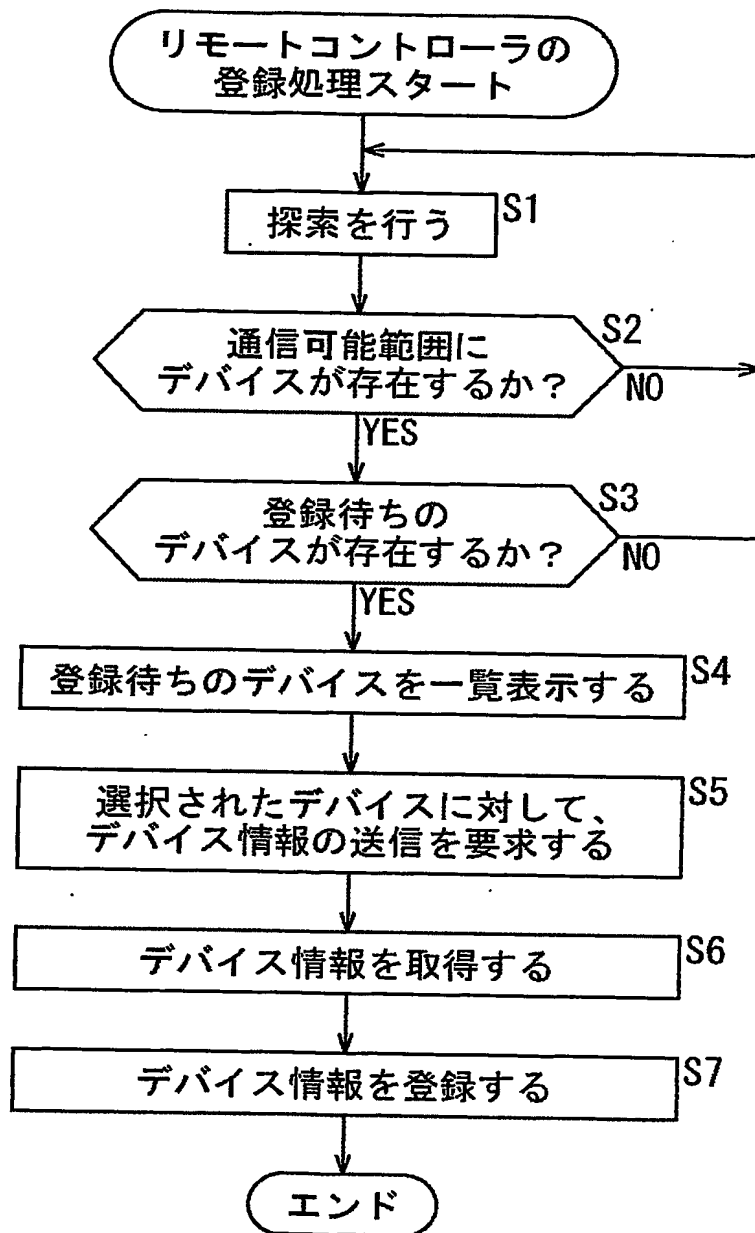 リモートコントローラの
登録処理スタート
探索を行う
S1
通信可能範囲に
デバイスが存在するか？
S2
NO
YES
登録待ちの
デバイスが存在するか？
S3
NO
YES
登録待ちのデバイスを一覧表示する
S4
選択されたデバイスに対して、
デバイス情報の送信を要求する
S5
デバイス情報を取得する
S6
デバイス情報を登録する
S7
エンド